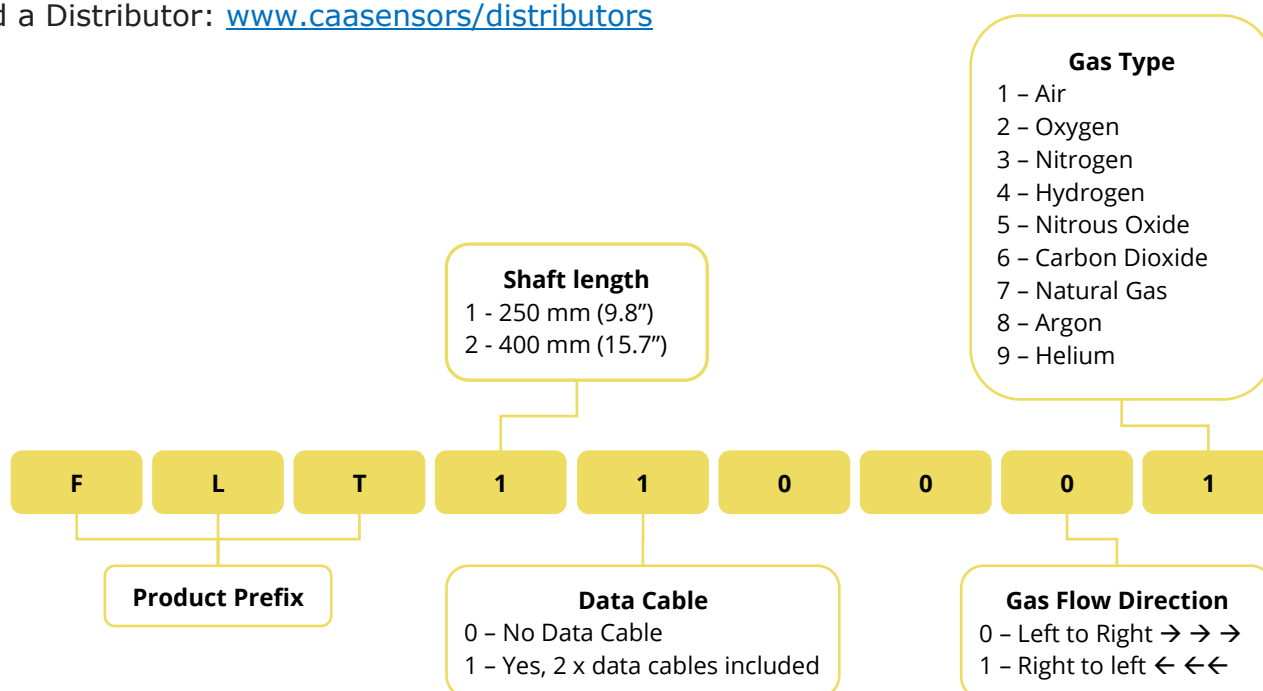 d a Distributor: www.caasensors/distributors
Gas Type
1 – Air
2 – Oxygen
3 – Nitrogen
4 – Hydrogen
5 – Nitrous Oxide
6 – Carbon Dioxide
7 – Natural Gas
8 – Argon
9 – Helium
Shaft length
1 - 250 mm (9.8”)
2 - 400 mm (15.7”)
F L T 1 1 0 0 0 1
Product Prefix
Data Cable
0 – No Data Cable
1 – Yes, 2 x data cables included
Gas Flow Direction
0 – Left to Right → → →
1 – Right to left ← ←←